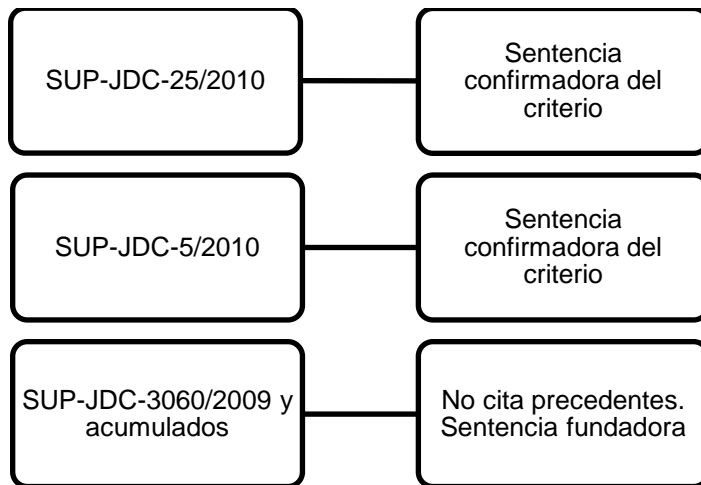 SUP-JDC-25/2010
Sentencia
confirmadora del
criterio
SUP-JDC-5/2010
Sentencia
confirmadora del
criterio
SUP-JDC-3060/2009 y
acumulados
No cita precedentes.
Sentencia fundadora